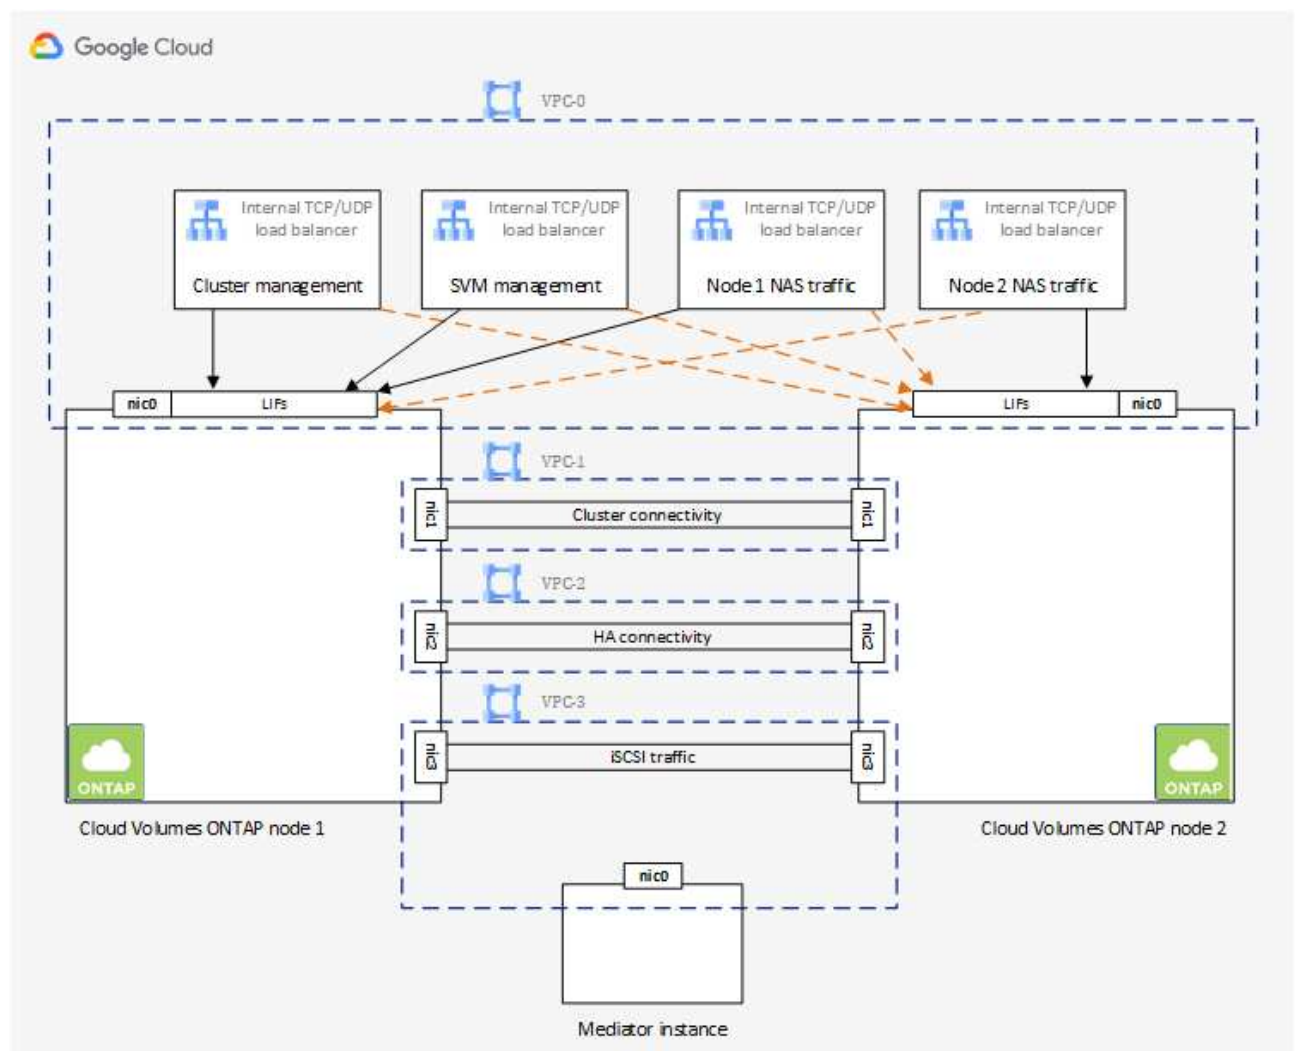 Google Cloud
VPC-0
Internal TCP/UDP
load balancer
Cluster management
Internal TCP/UDP
load balancer
SVM management
Internal TCP/UDP
load balancer
Node 1 NAS traffic
Internal TCP/UDP
load balancer
Node 2 NAS traffic
nic0
LIFs
LIFs
nic0
VPC-1
nic1
Cluster connectivity
nic1
VPC-2
nic2
HA connectivity
nic2
VPC-3
nic3
iSCSI traffic
nic3
ONTAP
ONTAP
Cloud Volumes ONTAP node 1
Cloud Volumes ONTAP node 2
nic0
Mediator instance